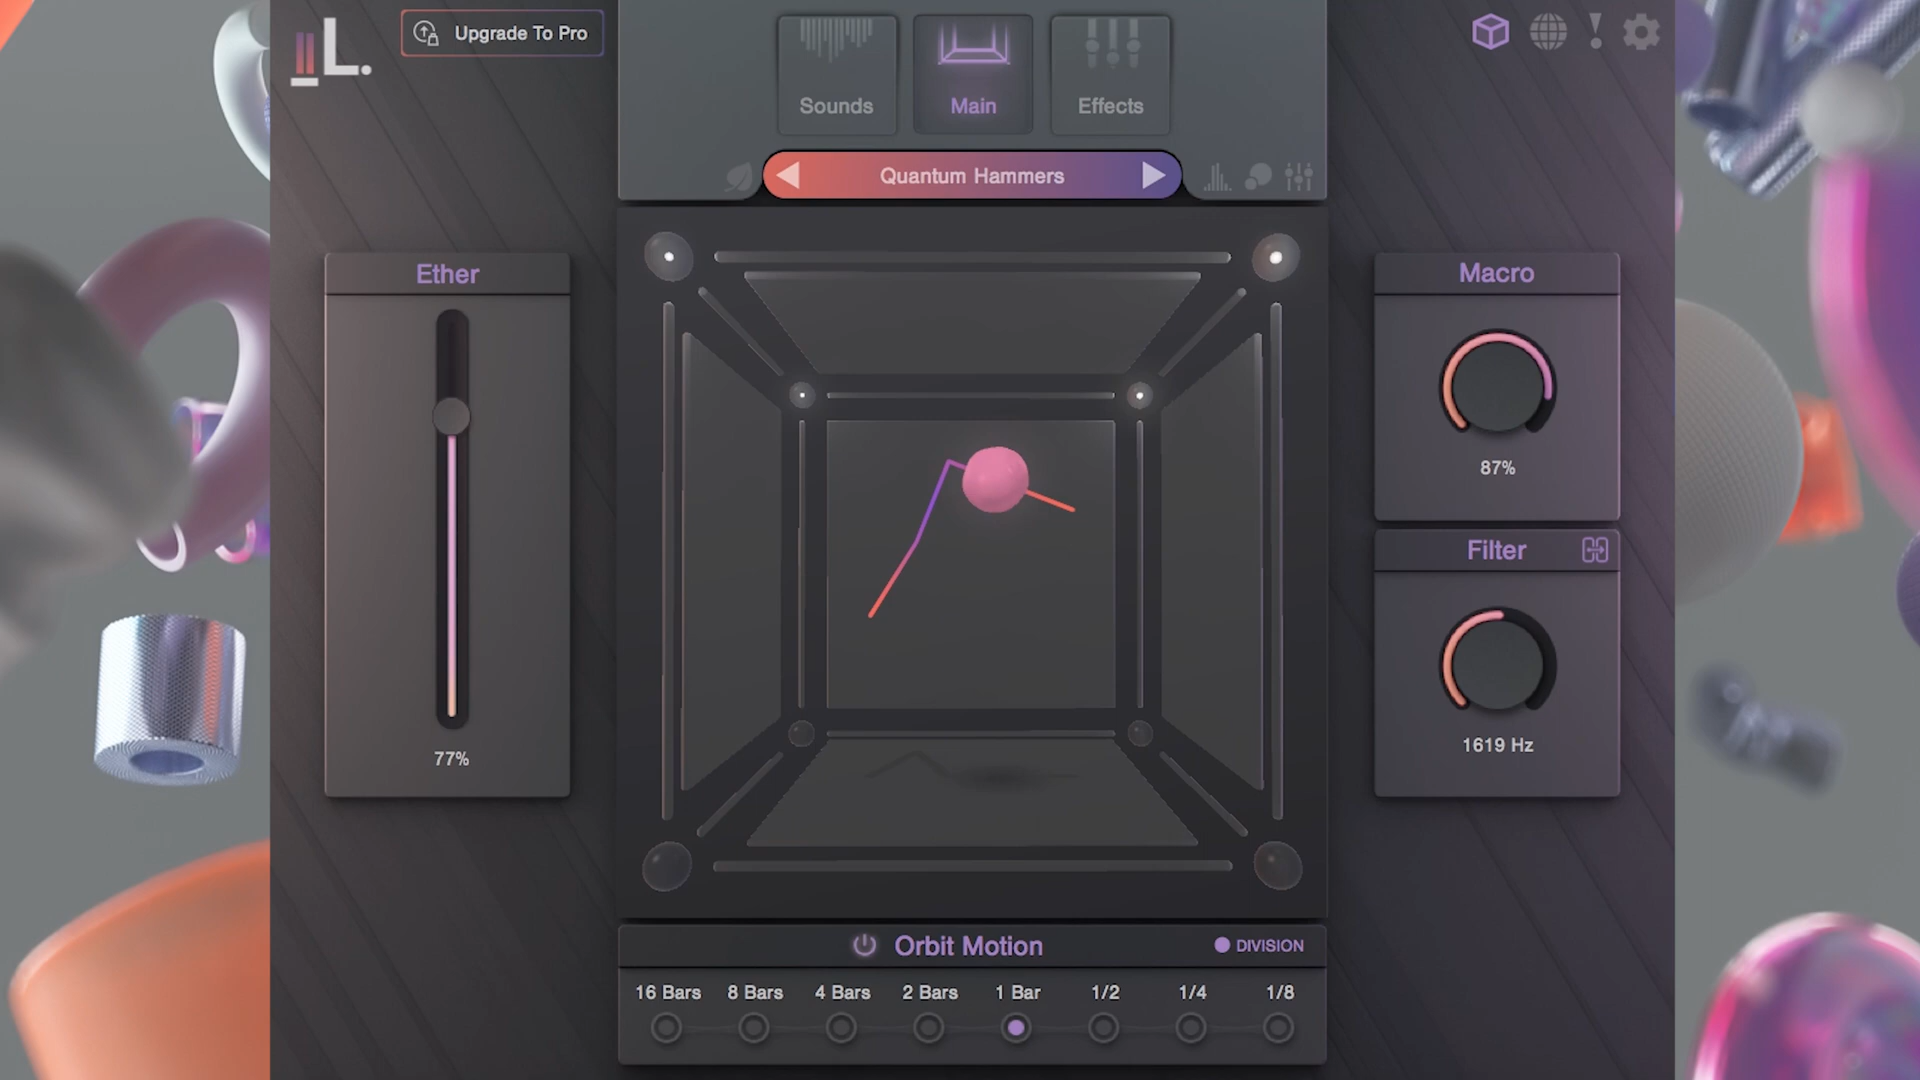 L.
Upgrade To Pro
Sounds
Main
Effects
Quantum Hammers
Ether
77%
Macro
87%
Filter
1619 Hz
Orbit Motion
DIVISION
16 Bars 8 Bars 4 Bars 2 Bars 1 Bar 1/2 1/4 1/8